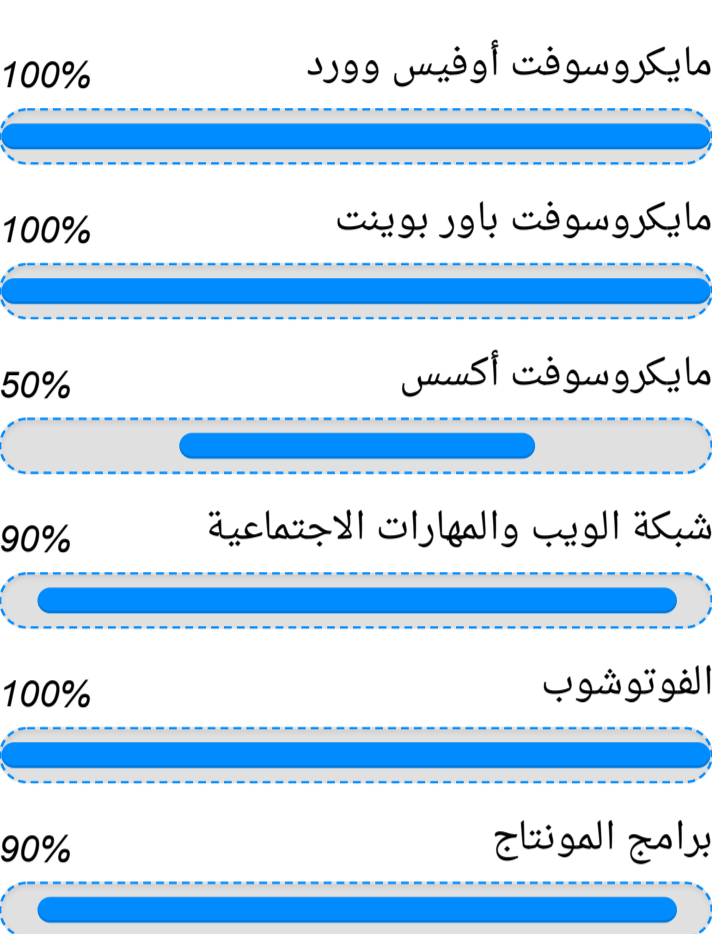 مايكروسوفت أوفيس وورد 100%
مايكروسوفت باور بوينت 100%
مايكروسوفت أكسس 50%
شبكة الويب والمهارات الاجتماعية 90%
الفوتوشوب 100%
برامج المونتاج 90%